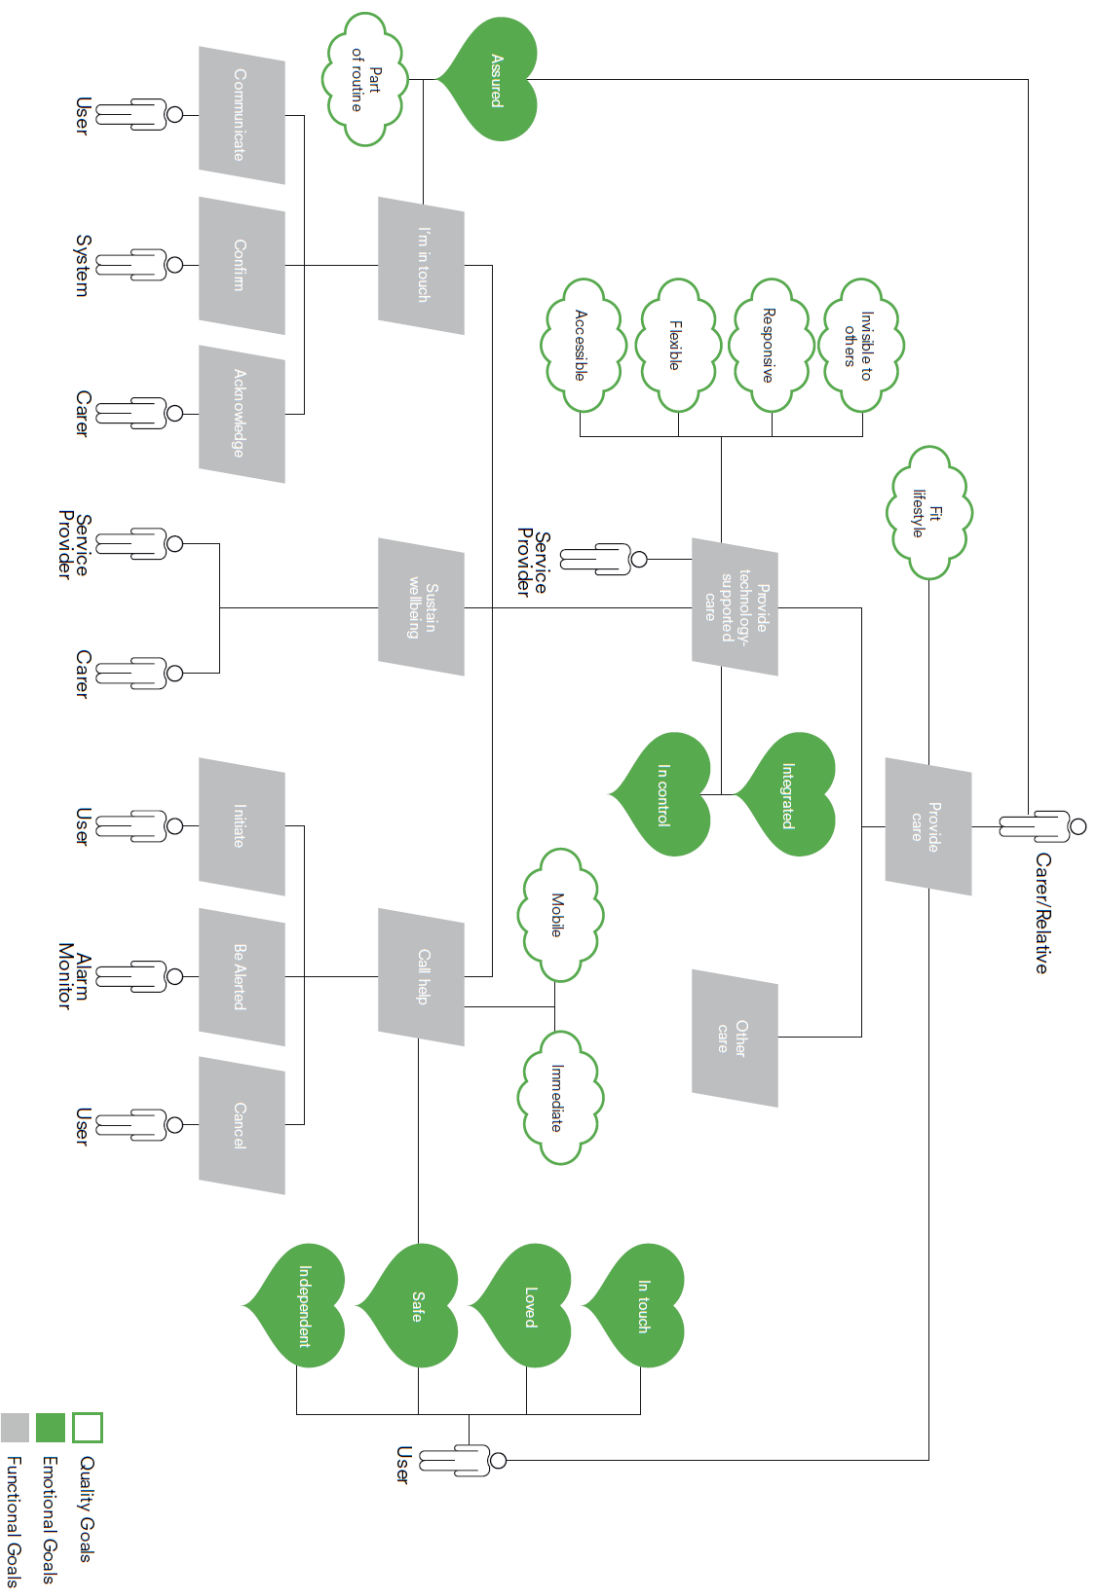 Carer/Relative
Provide
care
Fit
lifestyle
Invisible to
others
Responsive
Flexible
Accessible
Provide
technology-
supported
care
Other
care
Service
Provider
Integrated
In control
Assured
Part
of routine
I'm in touch
Sustain
wellbeing
Call help
Mobile
Immediate
In touch
Loved
Safe
Independent
User
Communicate
Confirm
Acknowledge
Initiate
Be Alerted
Cancel
User
System
Carer
Service
Provider
Carer
User
Alarm
Monitor
User
Quality Goals
Emotional Goals
Functional Goals